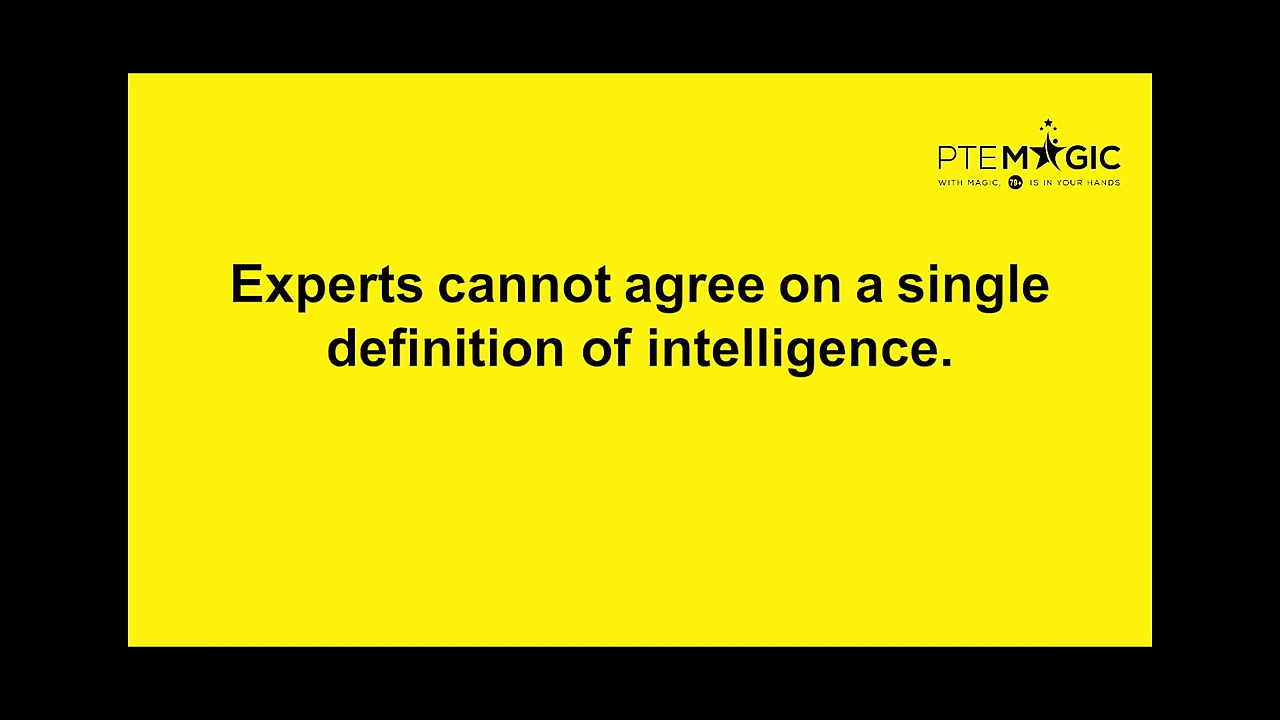 PTEMAGIC
WITH MAGIC, 79+ IS IN YOUR HANDS
Experts cannot agree on a single
definition of intelligence.